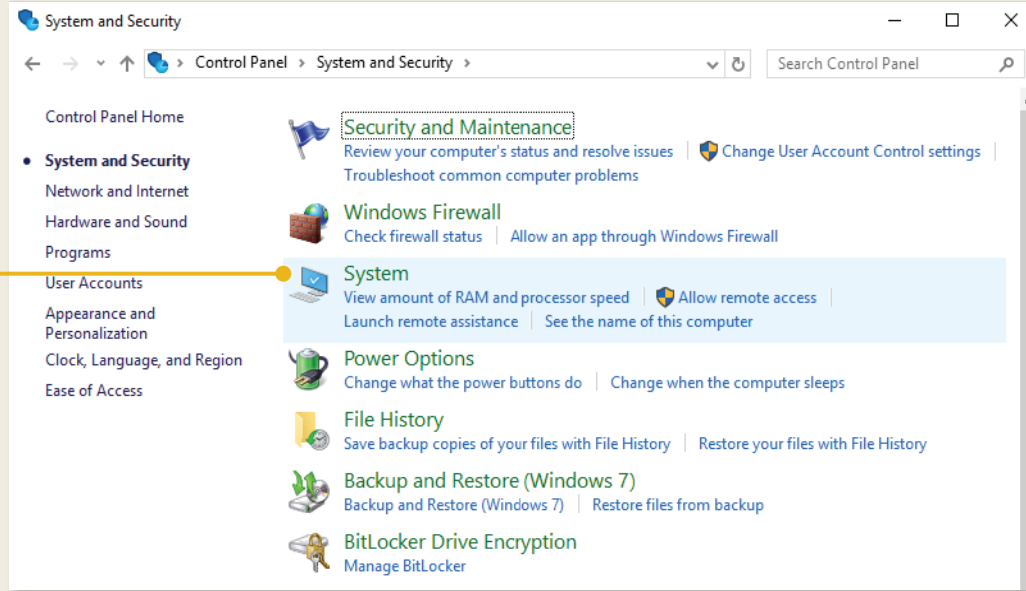 System and Security
Control Panel > System and Security >
Search Control Panel
Control Panel Home
System and Security
Network and Internet
Hardware and Sound
Programs
User Accounts
Appearance and
Personalization
Clock, Language, and Region
Ease of Access
Security and Maintenance
Review your computer's status and resolve issues
Change User Account Control settings
Troubleshoot common computer problems
Windows Firewall
Check firewall status
Allow an app through Windows Firewall
System
View amount of RAM and processor speed
Allow remote access
Launch remote assistance
See the name of this computer
Power Options
Change what the power buttons do
Change when the computer sleeps
File History
Save backup copies of your files with File History
Restore your files with File History
Backup and Restore (Windows 7)
Backup and Restore (Windows 7)
Restore files from backup
BitLocker Drive Encryption
Manage BitLocker